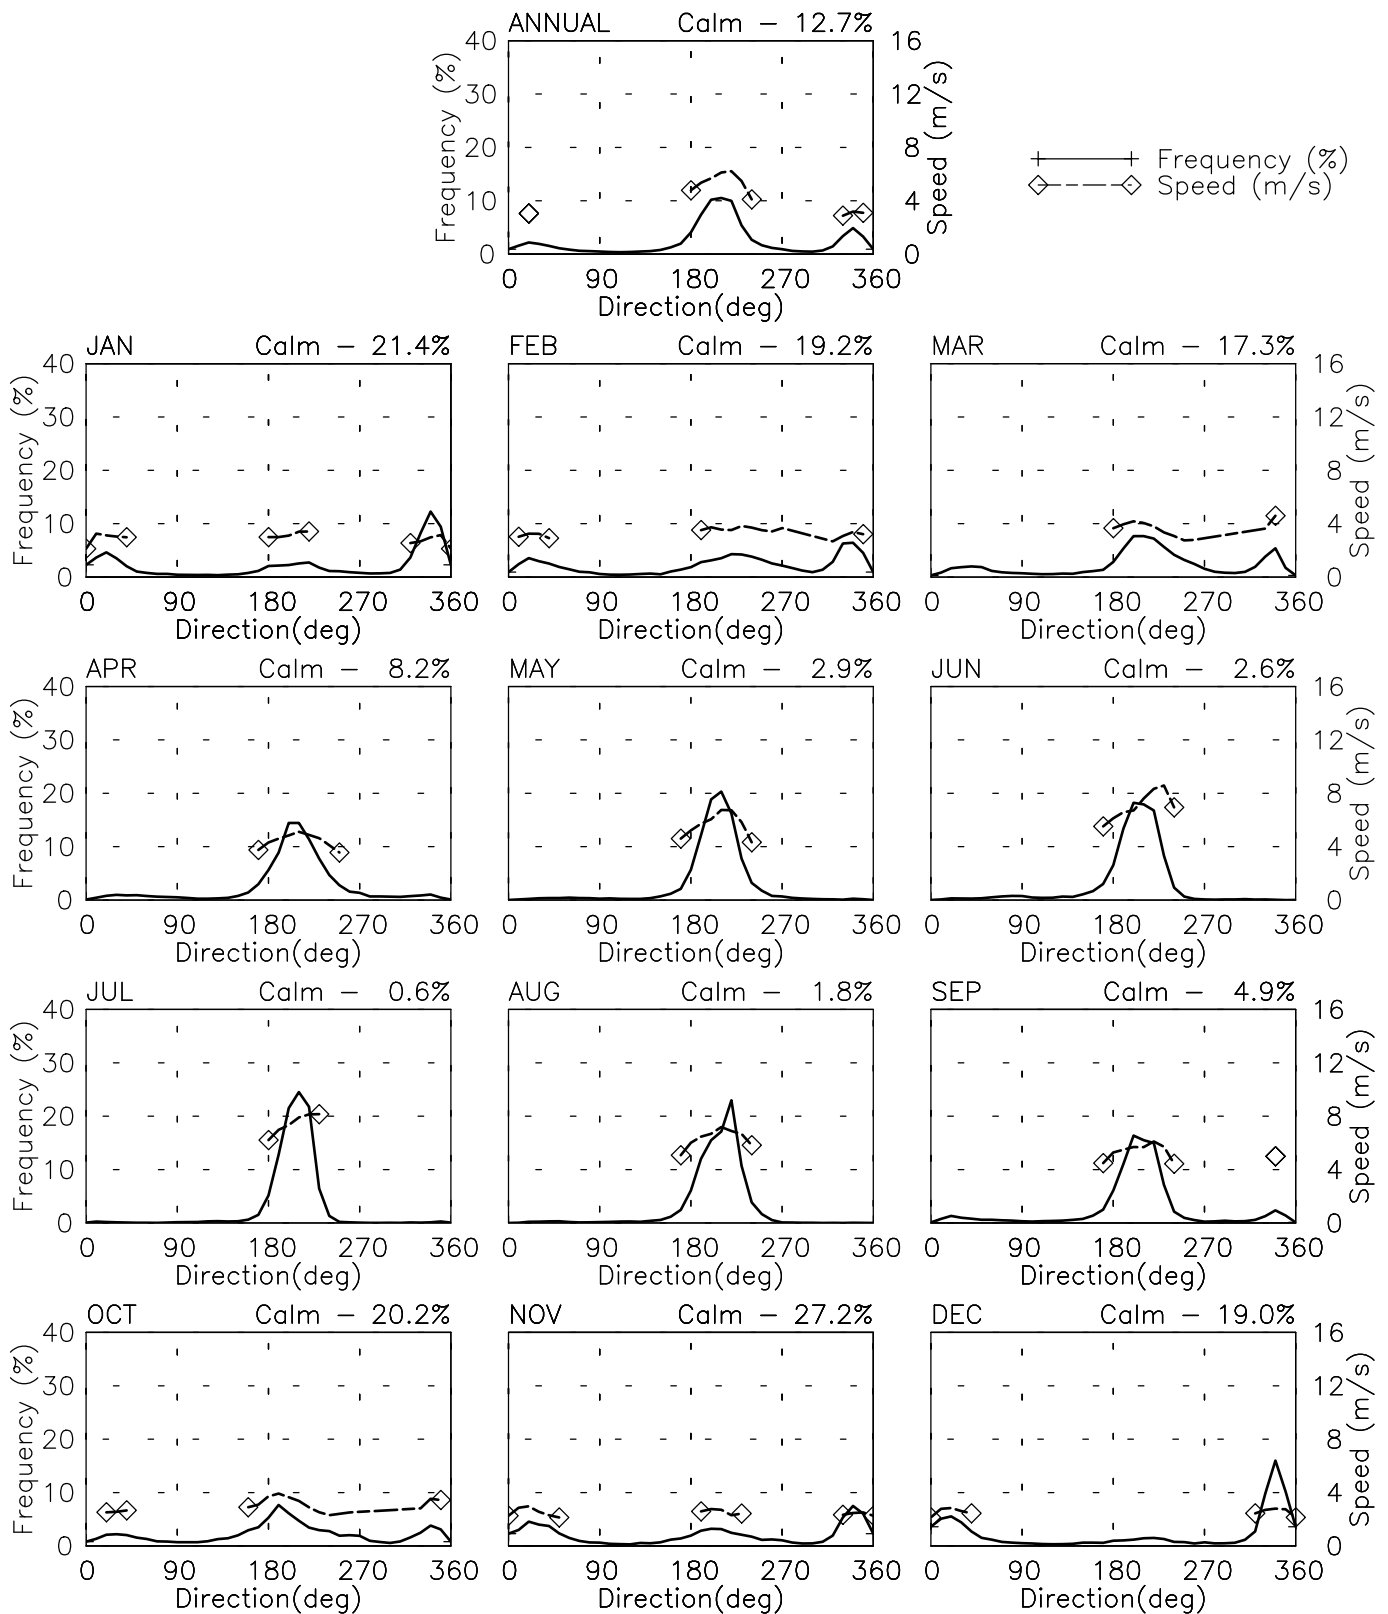 ANNUAL Calm - 12.7%
40 16
30 12
20 8
10 4
0 0
Frequency (%)
Speed (m/s)
0 90 180 270 360
Direction(deg)
Frequency (%)
Speed (m/s)
JAN Calm - 21.4% FEB Calm - 19.2% MAR Calm - 17.3%
40 16
30 12
20 8
10 4
0 0
Frequency (%)
Speed (m/s)
0 90 180 270 360 0 90 180 270 360 0 90 180 270 360
Direction(deg) Direction(deg) Direction(deg)
APR Calm - 8.2% MAY Calm - 2.9% JUN Calm - 2.6%
40 16
30 12
20 8
10 4
0 0
Frequency (%)
Speed (m/s)
0 90 180 270 360 0 90 180 270 360 0 90 180 270 360
Direction(deg) Direction(deg) Direction(deg)
JUL Calm - 0.6% AUG Calm - 1.8% SEP Calm - 4.9%
40 16
30 12
20 8
10 4
0 0
Frequency (%)
Speed (m/s)
0 90 180 270 360 0 90 180 270 360 0 90 180 270 360
Direction(deg) Direction(deg) Direction(deg)
OCT Calm - 20.2% NOV Calm - 27.2% DEC Calm - 19.0%
40 16
30 12
20 8
10 4
0 0
Frequency (%)
Speed (m/s)
0 90 180 270 360 0 90 180 270 360 0 90 180 270 360
Direction(deg) Direction(deg) Direction(deg)